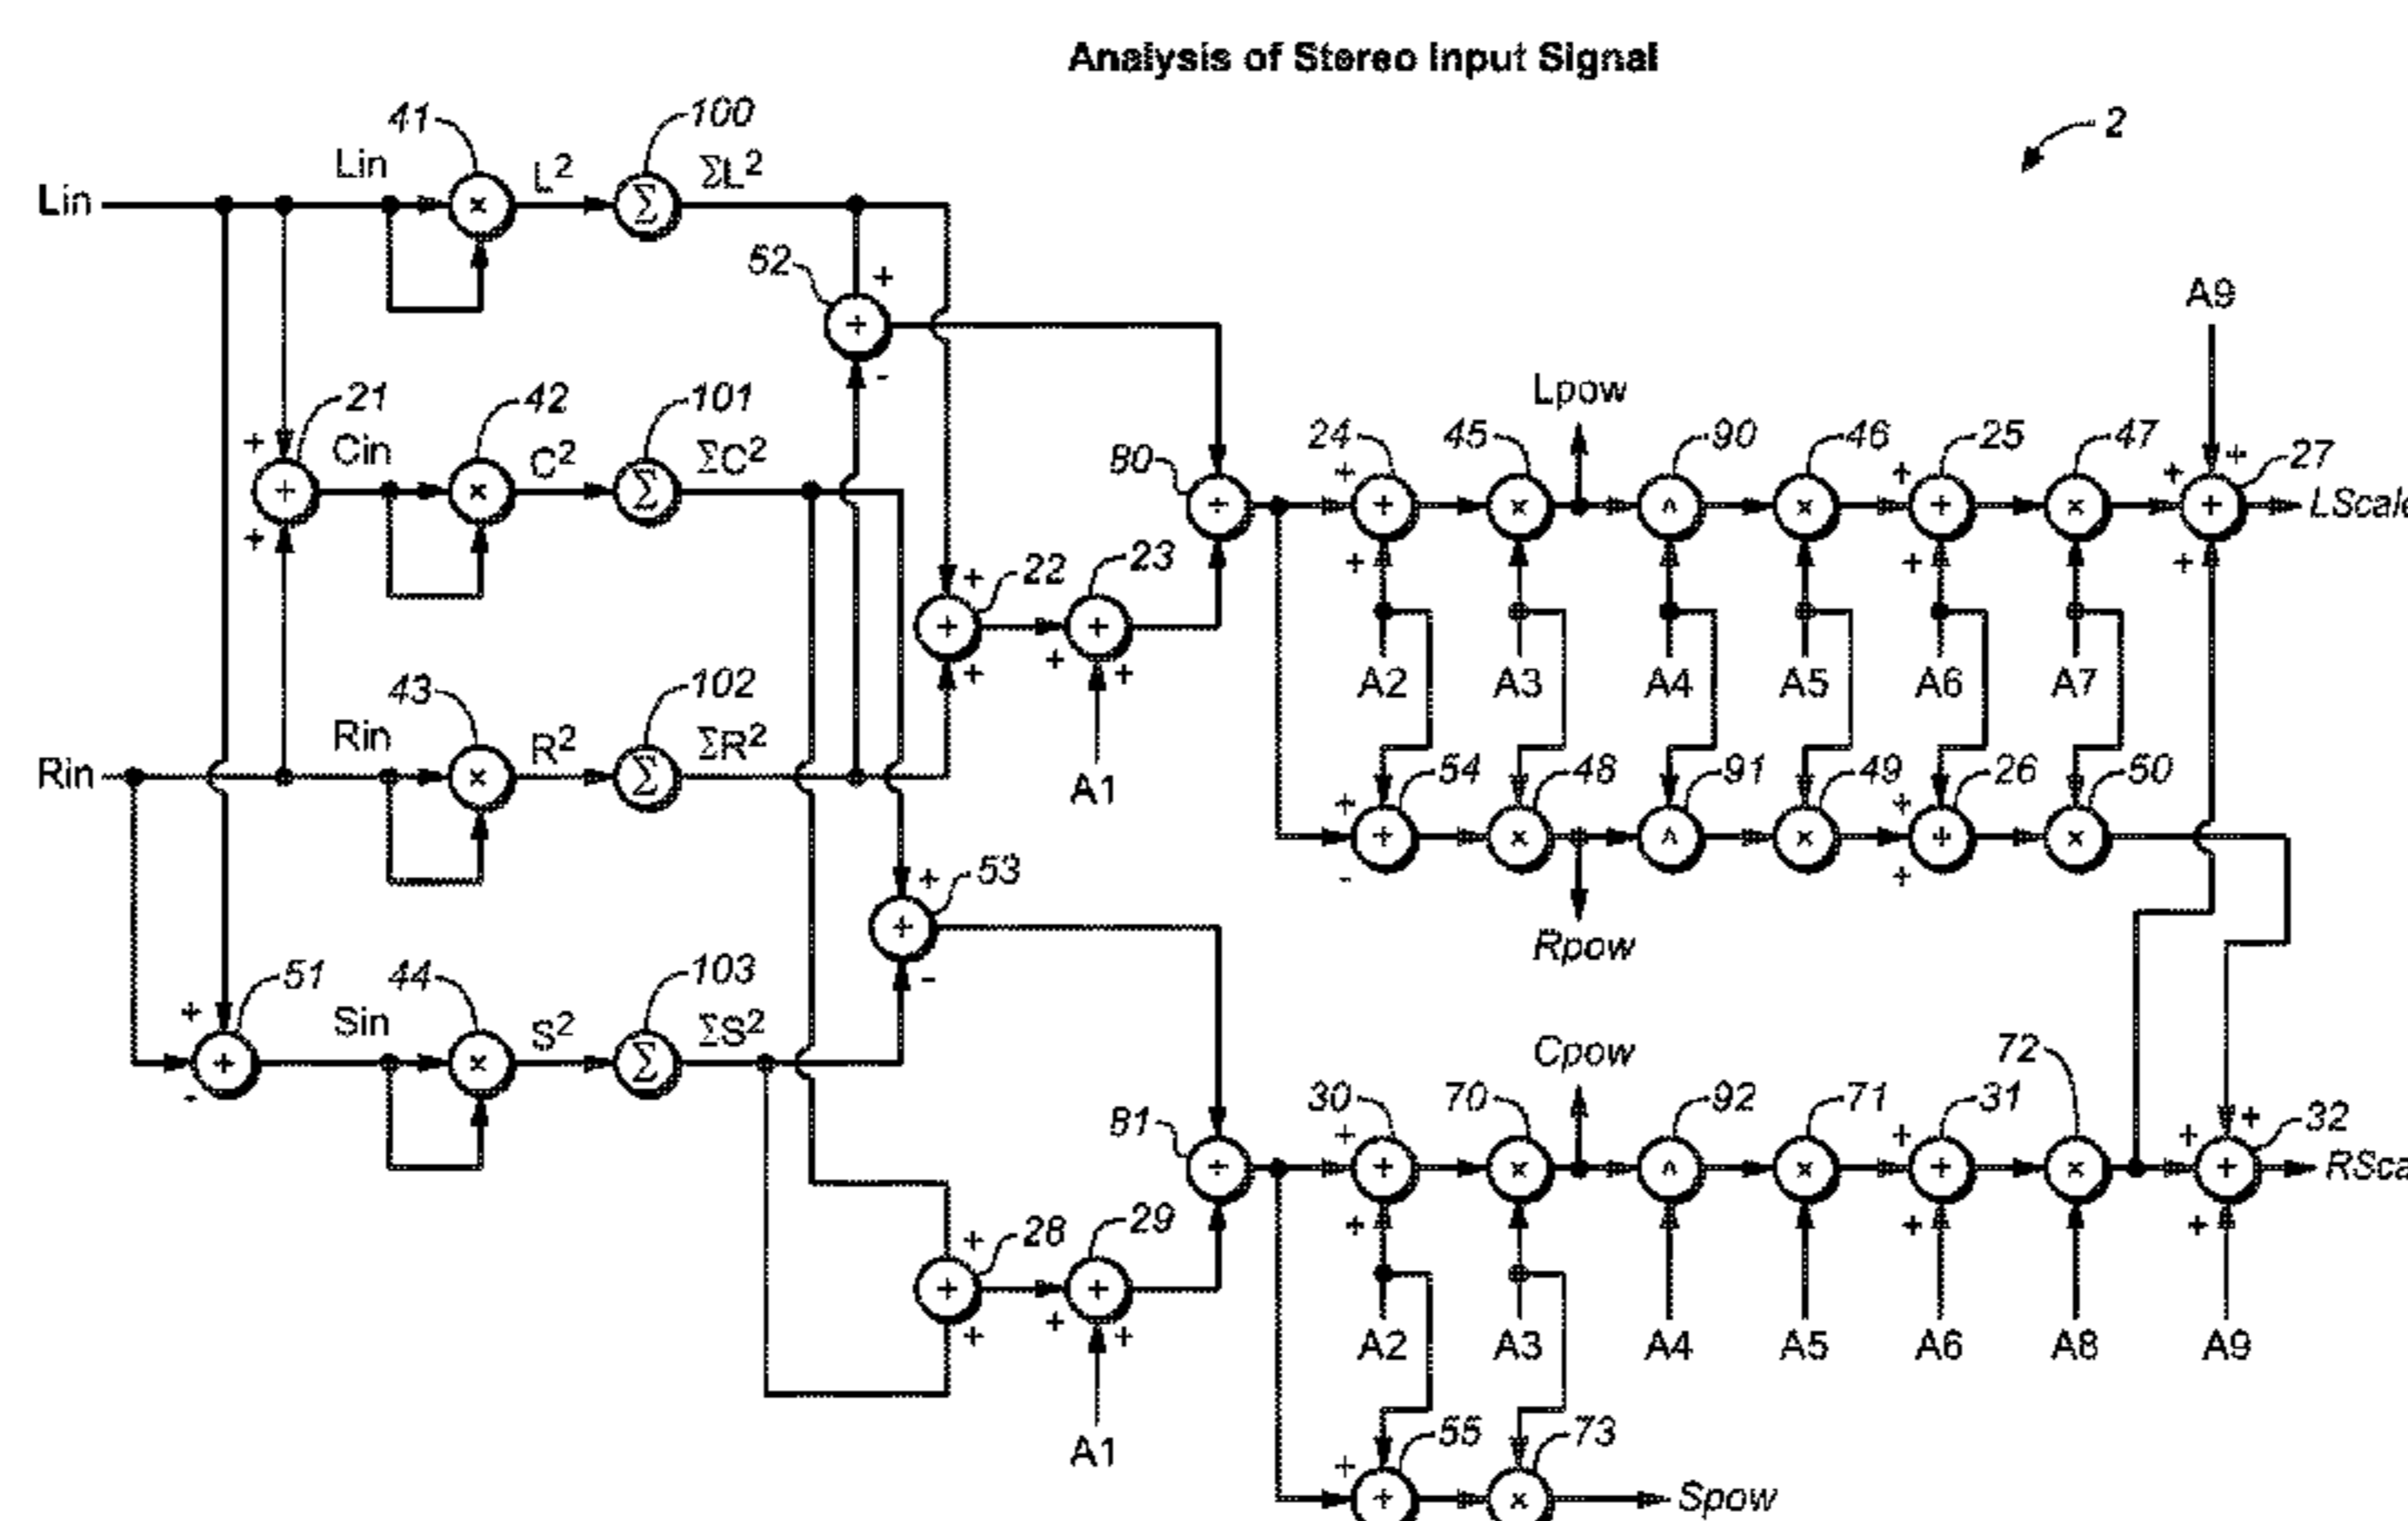 Analysis of Stereo Input Signal
2
41 100
Lin Lin L² ΣL²
× Σ
52 +
+
-
A9
21 42 101
+ Cin C² ΣC²
+ × Σ
+
Lpow
80 24 45 90 46 25 47 27
+ + + +
÷ + × ^ × + × + LScale
+ + +
22 23
+
+ +
+ + +
A2 A3 A4 A5 A6 A7
43 102
Rin Rin R² ΣR²
× Σ
A1
54 48 91 49 26 50
+ +
+ × ^ × + ×
- +
53
+
+
-
Rpow
51 44 103
+ Sin S² ΣS²
+ × Σ
-
Cpow
72
81 30 70 92 71 31 32
+ + + +
÷ + × ^ × + × + RSca
+ + +
28 29
+
+ +
+ + +
A2 A3 A4 A5 A6 A8 A9
A1
55 73
+
+ × Spow